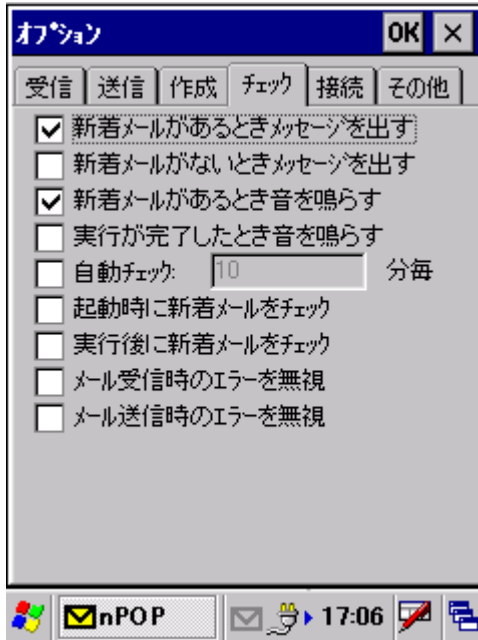 オプション OK ×
受信 送信 作成 チェック 接続 その他
新着メールがあるときメッセージを出す
新着メールがないときメッセージを出す
新着メールがあるとき音を鳴らす
実行が完了したとき音を鳴らす
自動チェック: 10 分毎
起動時に新着メールをチェック
実行後に新着メールをチェック
メール受信時のエラーを無視
メール送信時のエラーを無視
nPOP 17:06